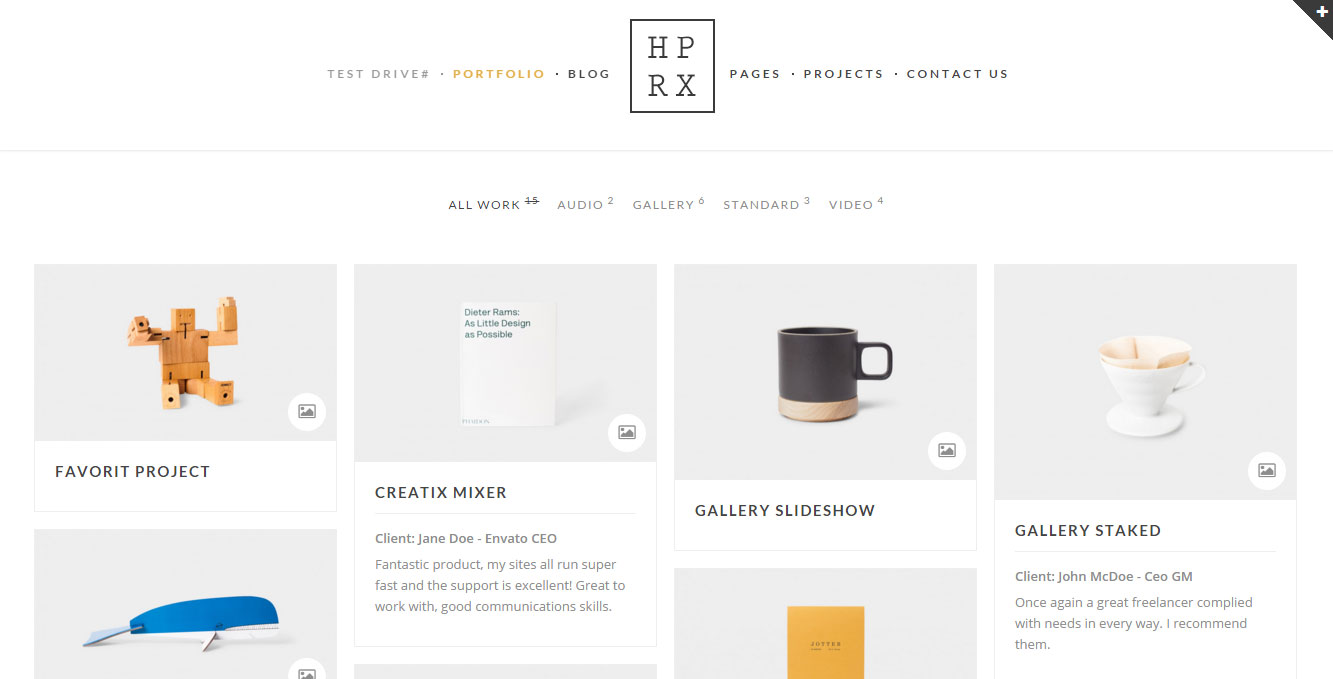 TEST DRIVE# · PORTFOLIO · BLOG
H P
R X
PAGES · PROJECTS · CONTACT US
ALL WORK 15 AUDIO 2 GALLERY 6 STANDARD 3 VIDEO 4
FAVORIT PROJECT
Dieter Rams:
As Little Design
as Possible
CREATIX MIXER
Client: Jane Doe - Envato CEO
Fantastic product, my sites all run super
fast and the support is excellent! Great to
work with, good communications skills.
GALLERY SLIDESHOW
JOTTER
GALLERY STAKED
Client: John McDoe - Ceo GM
Once again a great freelancer complied
with needs in every way. I recommend
them.